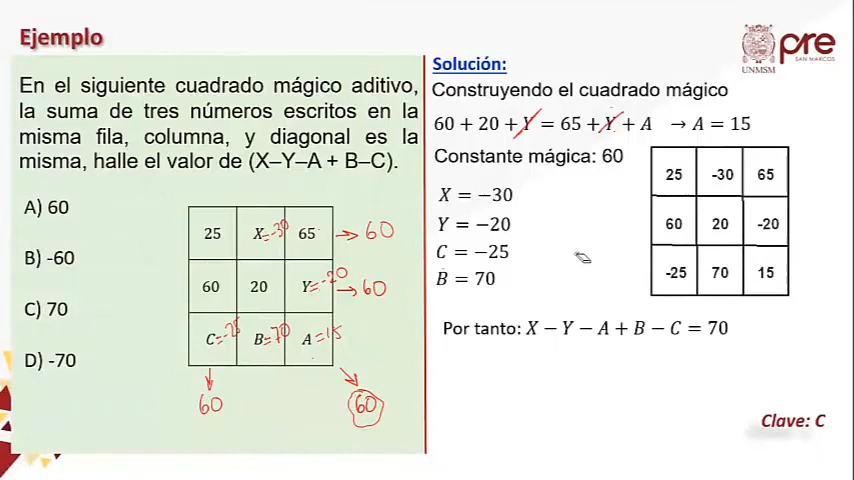 Ejemplo
UNMSM
pre
SAN MARCOS
En el siguiente cuadrado mágico aditivo,
la suma de tres números escritos en la
misma fila, columna, y diagonal es la
misma, halle el valor de (X–Y–A + B–C).
A) 60
B) -60
C) 70
D) -70
25 X=-30 65 → 60
60 20 Y=-20 → 60
C=-25 B=70 A=15
60 60
Solución:
Construyendo el cuadrado mágico
60 + 20 + Y = 65 + Y + A → A = 15
Constante mágica: 60
X = −30
Y = −20
C = −25
B = 70
25 -30 65
60 20 -20
-25 70 15
Por tanto: X − Y − A + B − C = 70
Clave: C